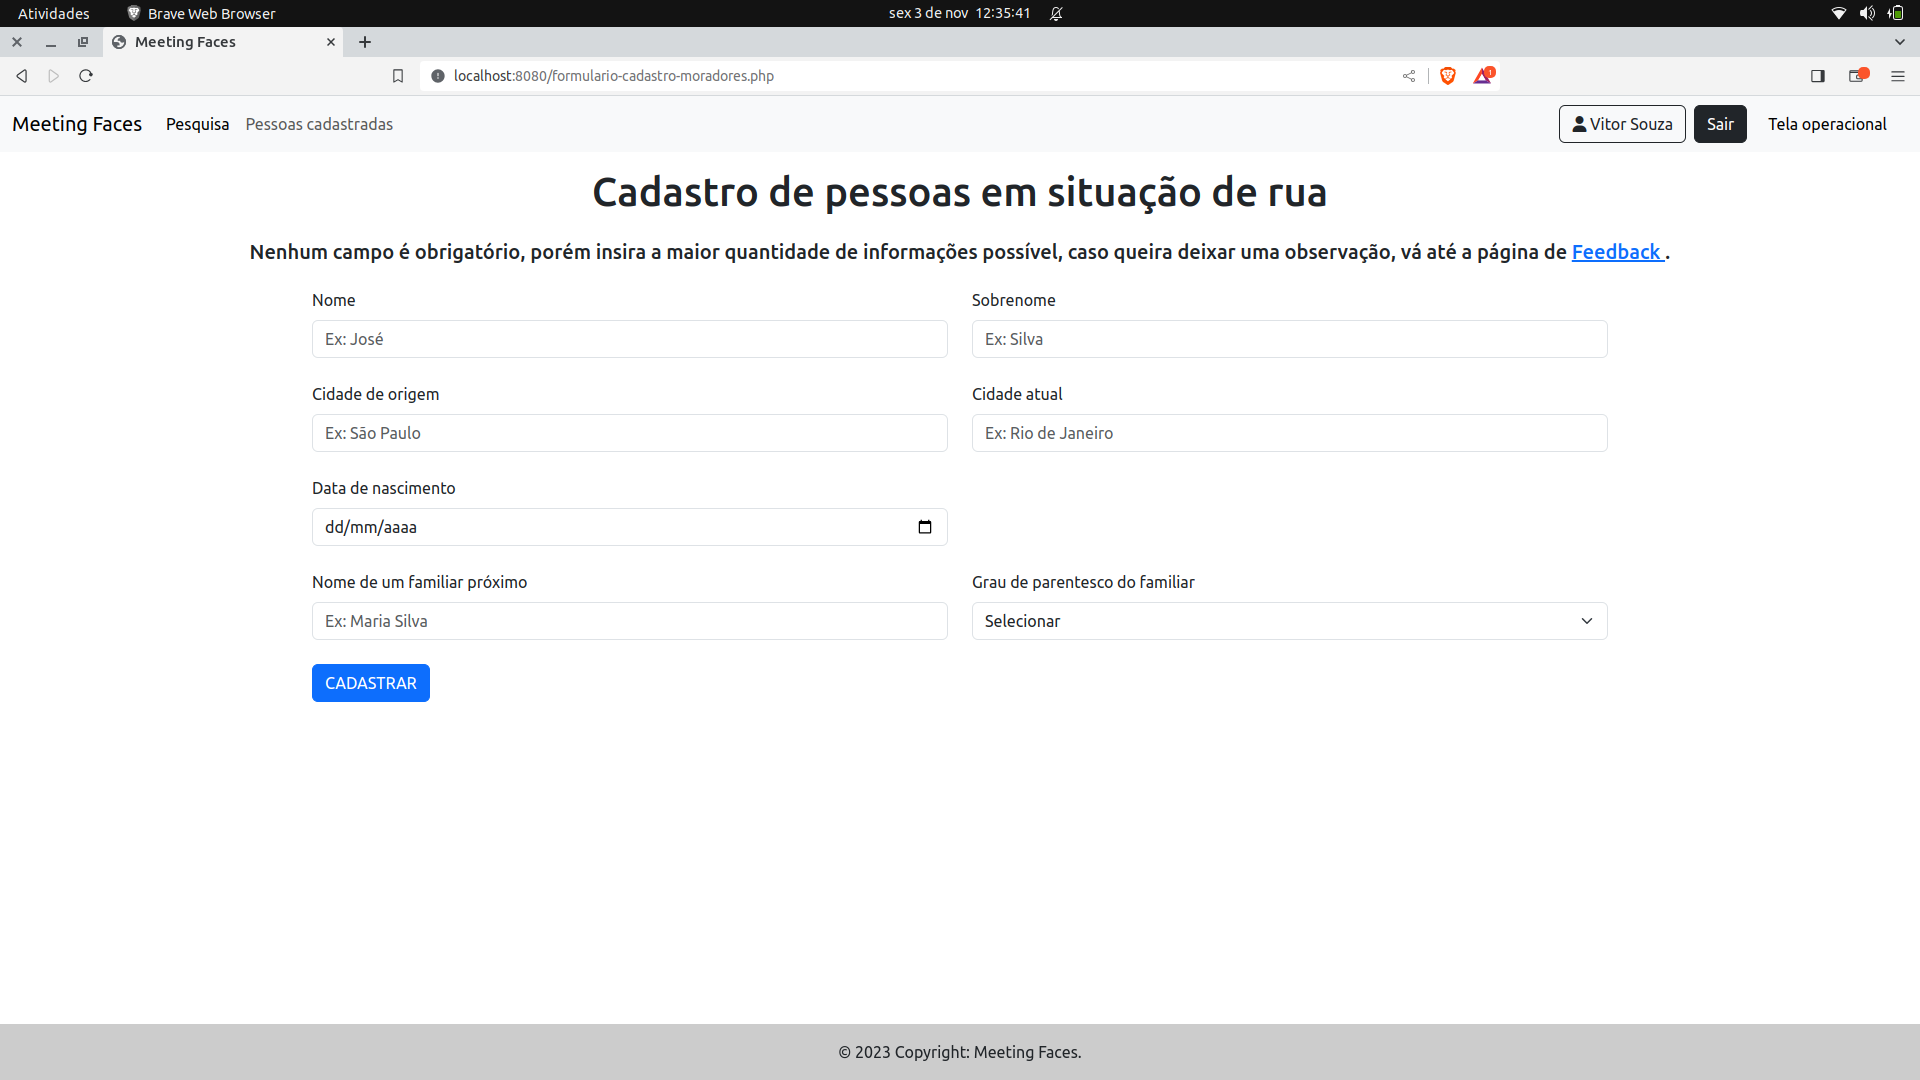 Atividades Brave Web Browser sex 3 de nov 12:35:41
Meeting Faces
localhost:8080/formulario-cadastro-moradores.php 1
Meeting Faces Pesquisa Pessoas cadastradas Vitor Souza Sair Tela operacional
Cadastro de pessoas em situação de rua
Nenhum campo é obrigatório, porém insira a maior quantidade de informações possível, caso queira deixar uma observação, vá até a página de Feedback .
Nome Sobrenome
Ex: José Ex: Silva
Cidade de origem Cidade atual
Ex: São Paulo Ex: Rio de Janeiro
Data de nascimento
dd/mm/aaaa
Nome de um familiar próximo Grau de parentesco do familiar
Ex: Maria Silva Selecionar
CADASTRAR
© 2023 Copyright: Meeting Faces.